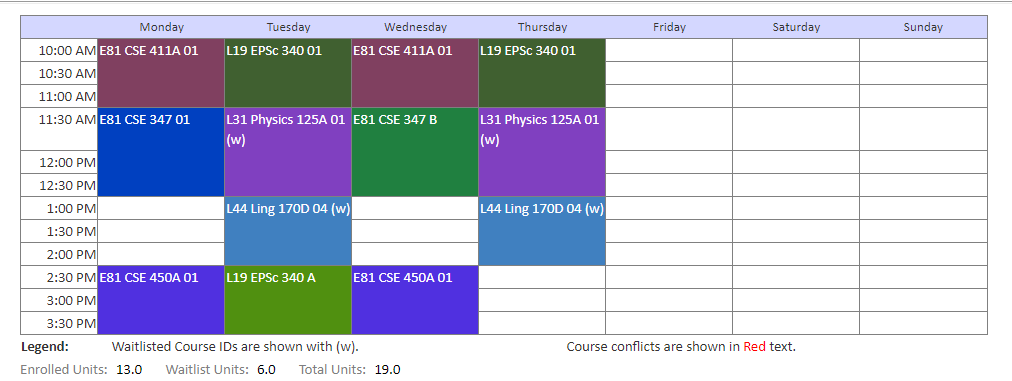 Monday Tuesday Wednesday Thursday Friday Saturday Sunday
10:00 AM E81 CSE 411A 01 L19 EPSc 340 01 E81 CSE 411A 01 L19 EPSc 340 01
10:30 AM
11:00 AM
11:30 AM E81 CSE 347 01 L31 Physics 125A 01 E81 CSE 347 B L31 Physics 125A 01
(w) (w)
12:00 PM
12:30 PM
1:00 PM L44 Ling 170D 04 (w) L44 Ling 170D 04 (w)
1:30 PM
2:00 PM
2:30 PM E81 CSE 450A 01 L19 EPSc 340 A E81 CSE 450A 01
3:00 PM
3:30 PM
Legend: Waitlisted Course IDs are shown with (w). Course conflicts are shown in Red text.
Enrolled Units: 13.0 Waitlist Units: 6.0 Total Units: 19.0